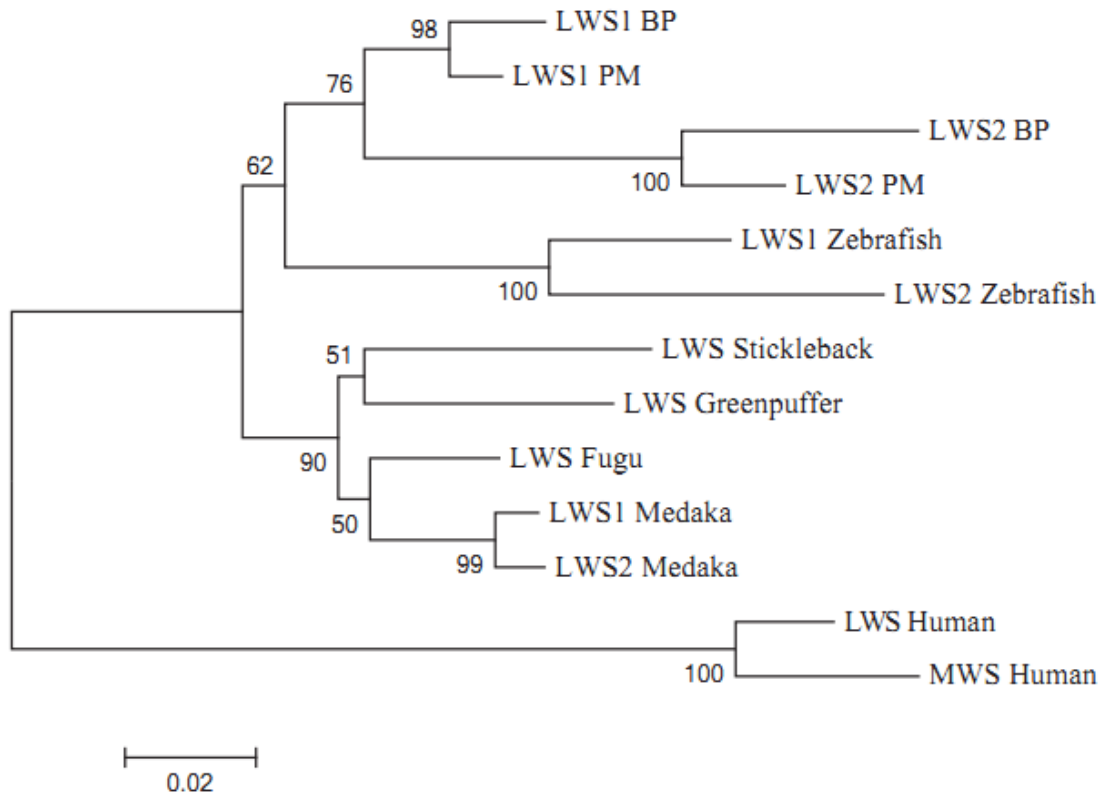 98
LWS1 BP
LWS1 PM
76
LWS2 BP
62
100
LWS2 PM
LWS1 Zebrafish
100
LWS2 Zebrafish
51
LWS Stickleback
LWS Greenpuffer
90
LWS Fugu
50
LWS1 Medaka
99
LWS2 Medaka
LWS Human
100
MWS Human
0.02